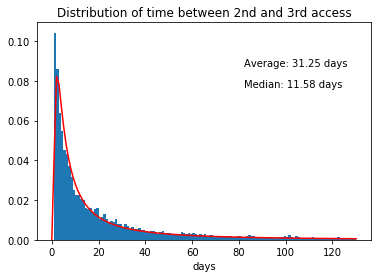 Distribution of time between 2nd and 3rd access
0.10
0.08
0.06
0.04
0.02
0.00
Average: 31.25 days
Median: 11.58 days
0 20 40 60 80 100 120
days